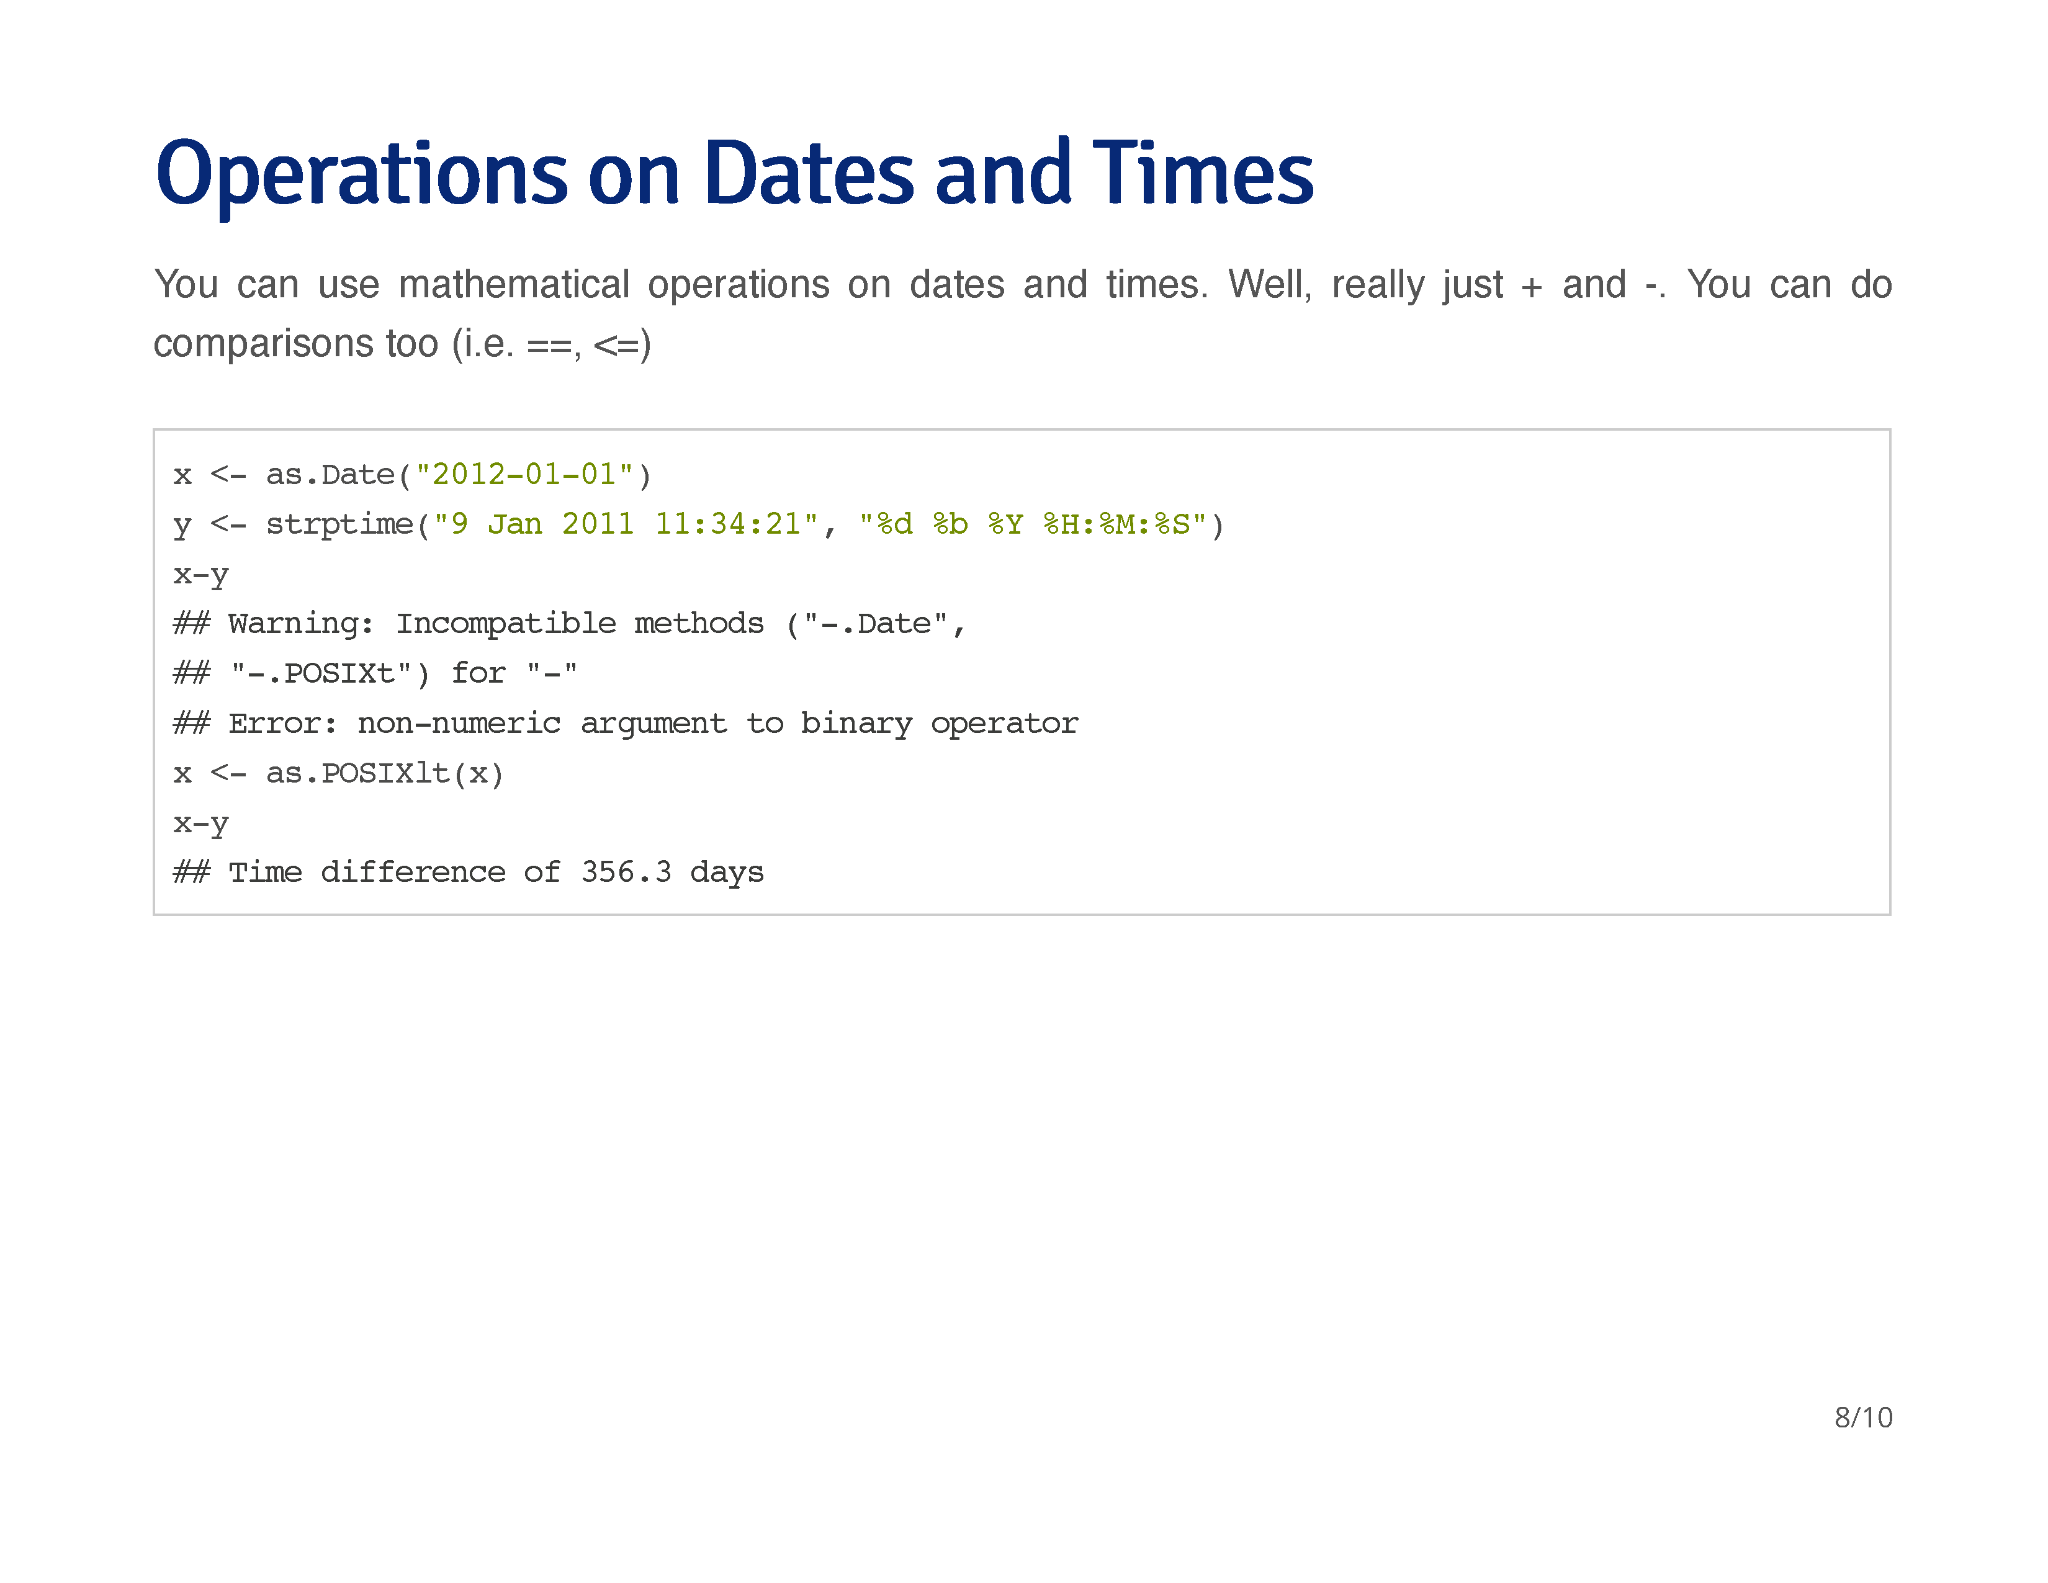 Operations on Dates and Times
You can use mathematical operations on dates and times. Well, really just + and -. You can do
comparisons too (i.e. ==, <=)
x <- as.Date("2012-01-01")
y <- strptime("9 Jan 2011 11:34:21", "%d %b %Y %H:%M:%S")
x-y
## Warning: Incompatible methods ("-.Date",
## "-.POSIXt") for "-"
## Error: non-numeric argument to binary operator
x <- as.POSIXlt(x)
x-y
## Time difference of 356.3 days
8/10